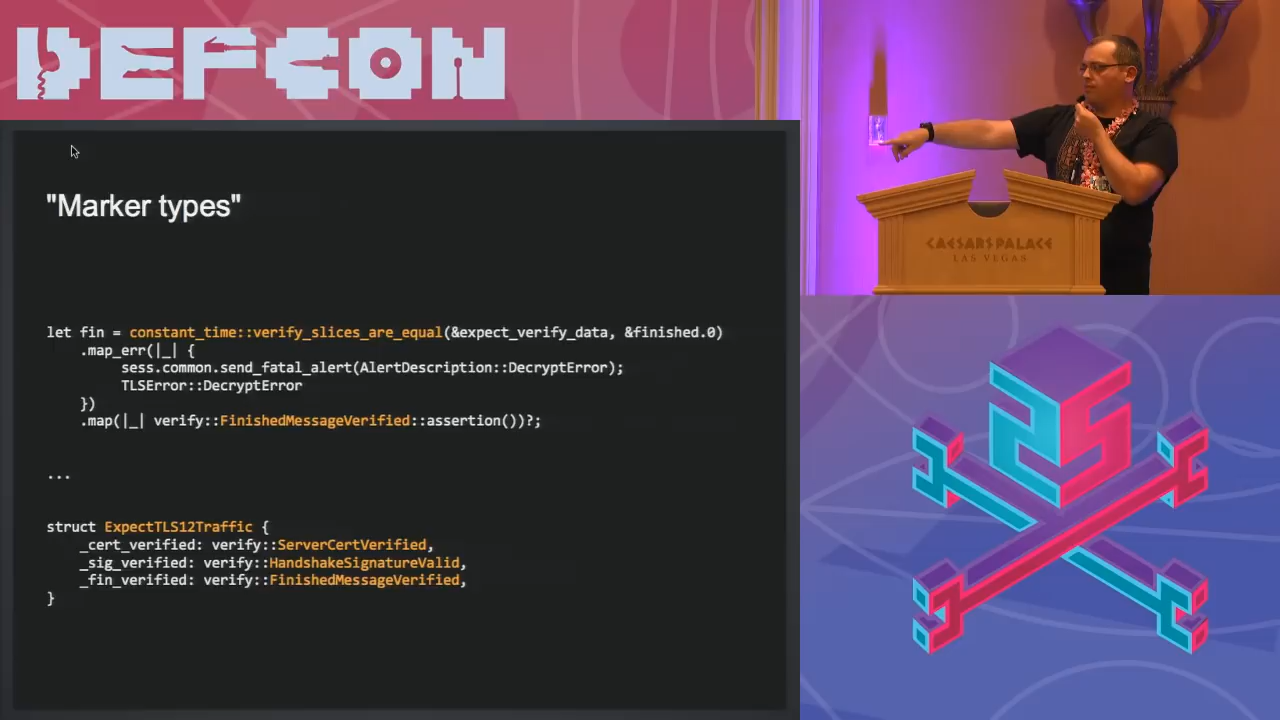 DEFCON
"Marker types"
let fin = constant_time::verify_slices_are_equal(&expect_verify_data, &finished.0)
.map_err(|_| {
sess.common.send_fatal_alert(AlertDescription::DecryptError);
TLSError::DecryptError
})
.map(|_| verify::FinishedMessageVerified::assertion())?;
...
struct ExpectTLS12Traffic {
_cert_verified: verify::ServerCertVerified,
_sig_verified: verify::HandshakeSignatureValid,
_fin_verified: verify::FinishedMessageVerified,
}
CAESARS PALACE
LAS VEGAS
25